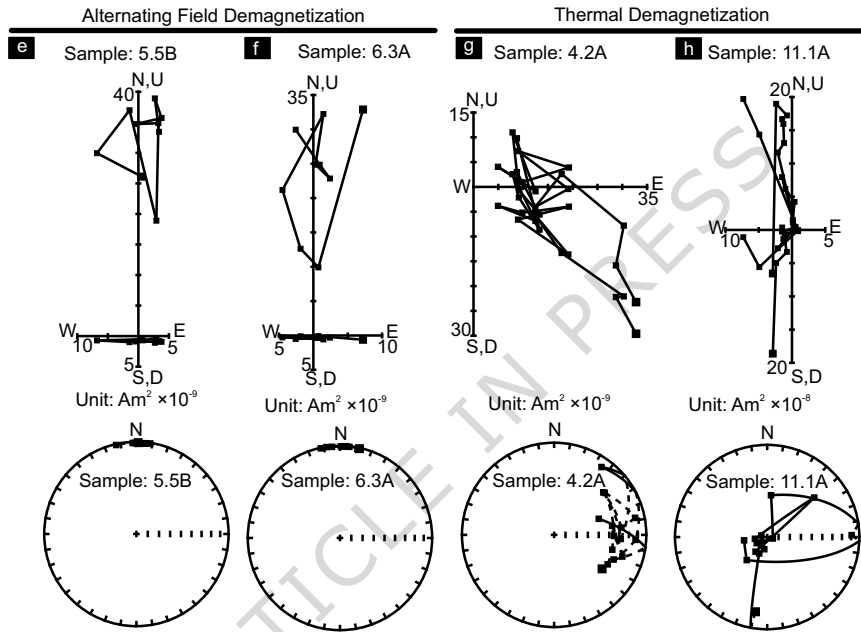 Alternating Field Demagnetization
Thermal Demagnetization
e Sample: 5.5B
f Sample: 6.3A
g Sample: 4.2A
h Sample: 11.1A
N,U
40
W
E
10
5
5
S,D
Unit: Am² ×10⁻⁹
N,U
35
5
10
5
S,D
Unit: Am² ×10⁻⁹
N,U
15
W
E
35
30
S,D
Unit: Am² ×10⁻⁹
N,U
20
W
E
10
5
20
S,D
Unit: Am² ×10⁻⁸
N
Sample: 5.5B
N
Sample: 6.3A
N
Sample: 4.2A
N
Sample: 11.1A
TICLE IN PRESS